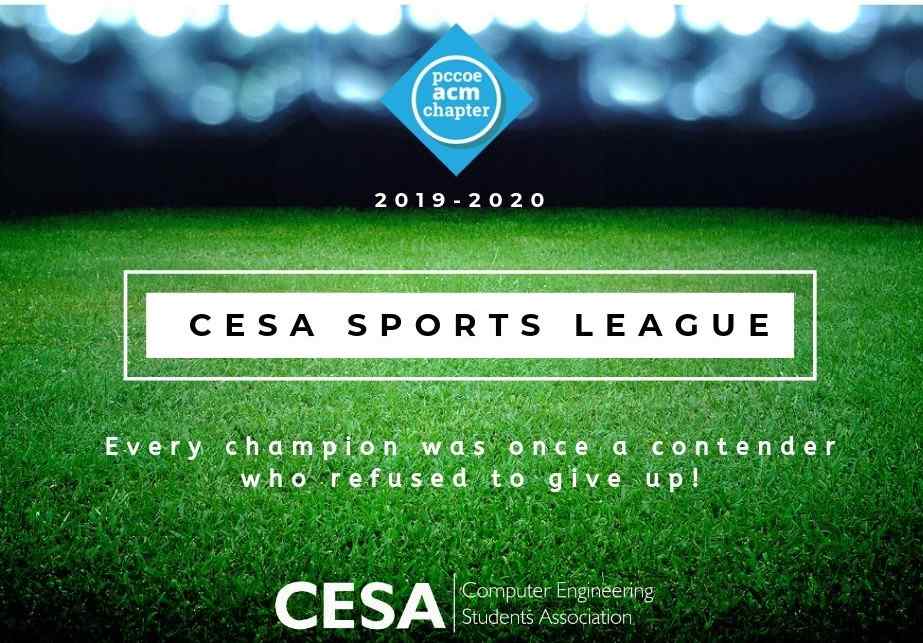 pccoe
acm
chapter
2019-2020
CESA SPORTS LEAGUE
Every champion was once a contender
who refused to give up!
CESA
Computer Engineering
Students Association